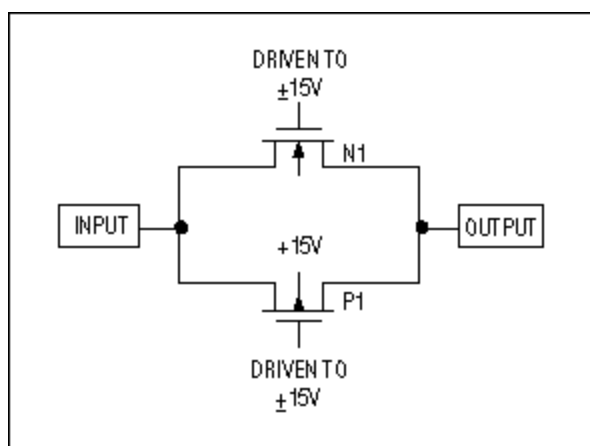 DRIVEN TO
±15V
N1
INPUT
OUTPUT
+15V
P1
DRIVEN TO
±15V